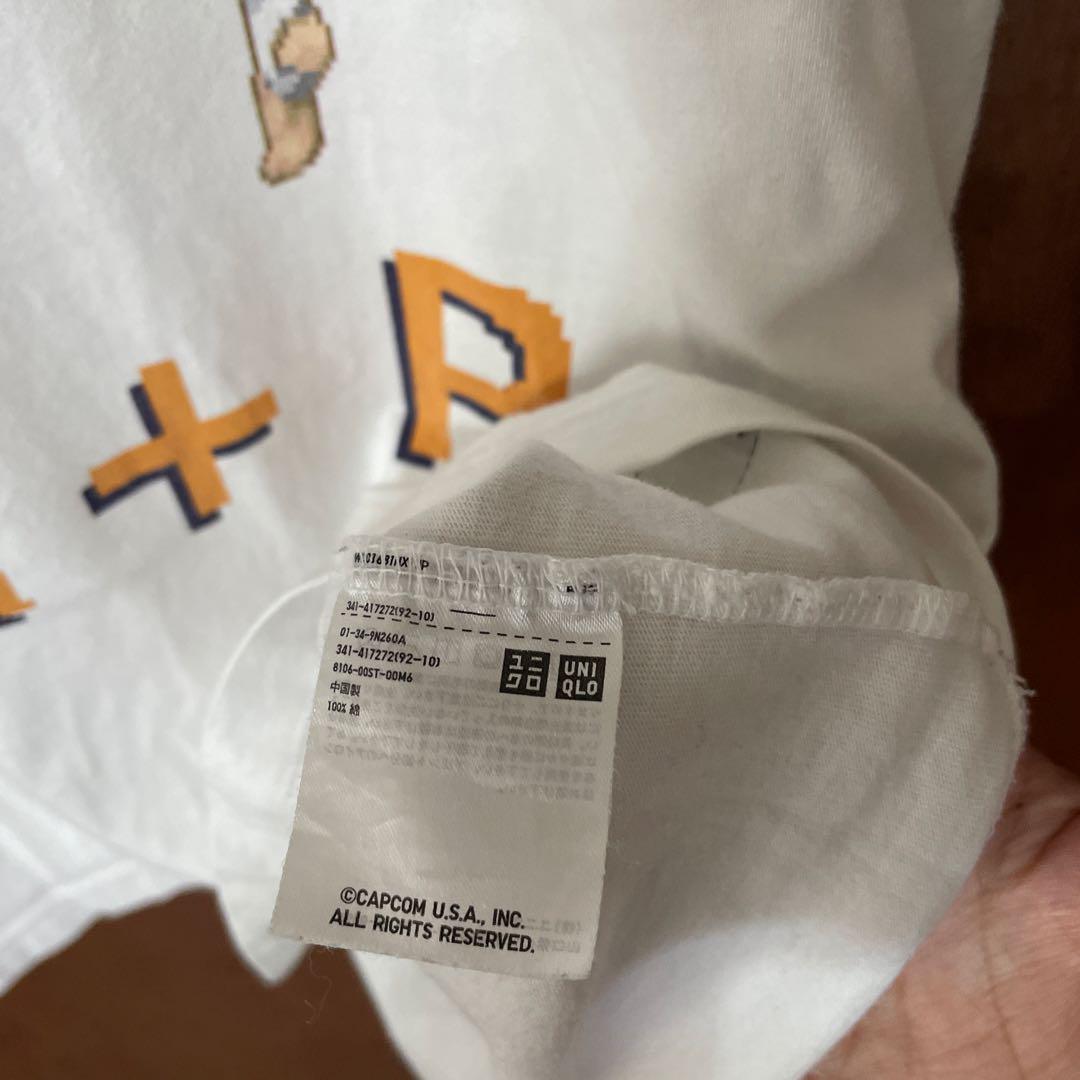 + P
341-417272(92-10)
01-34-9N260A
341-417272(92-10)
8106-00ST-00M6
中国製
100% 綿
ユニ
クロ
UNI
QLO
©CAPCOM U.S.A., INC.
ALL RIGHTS RESERVED.